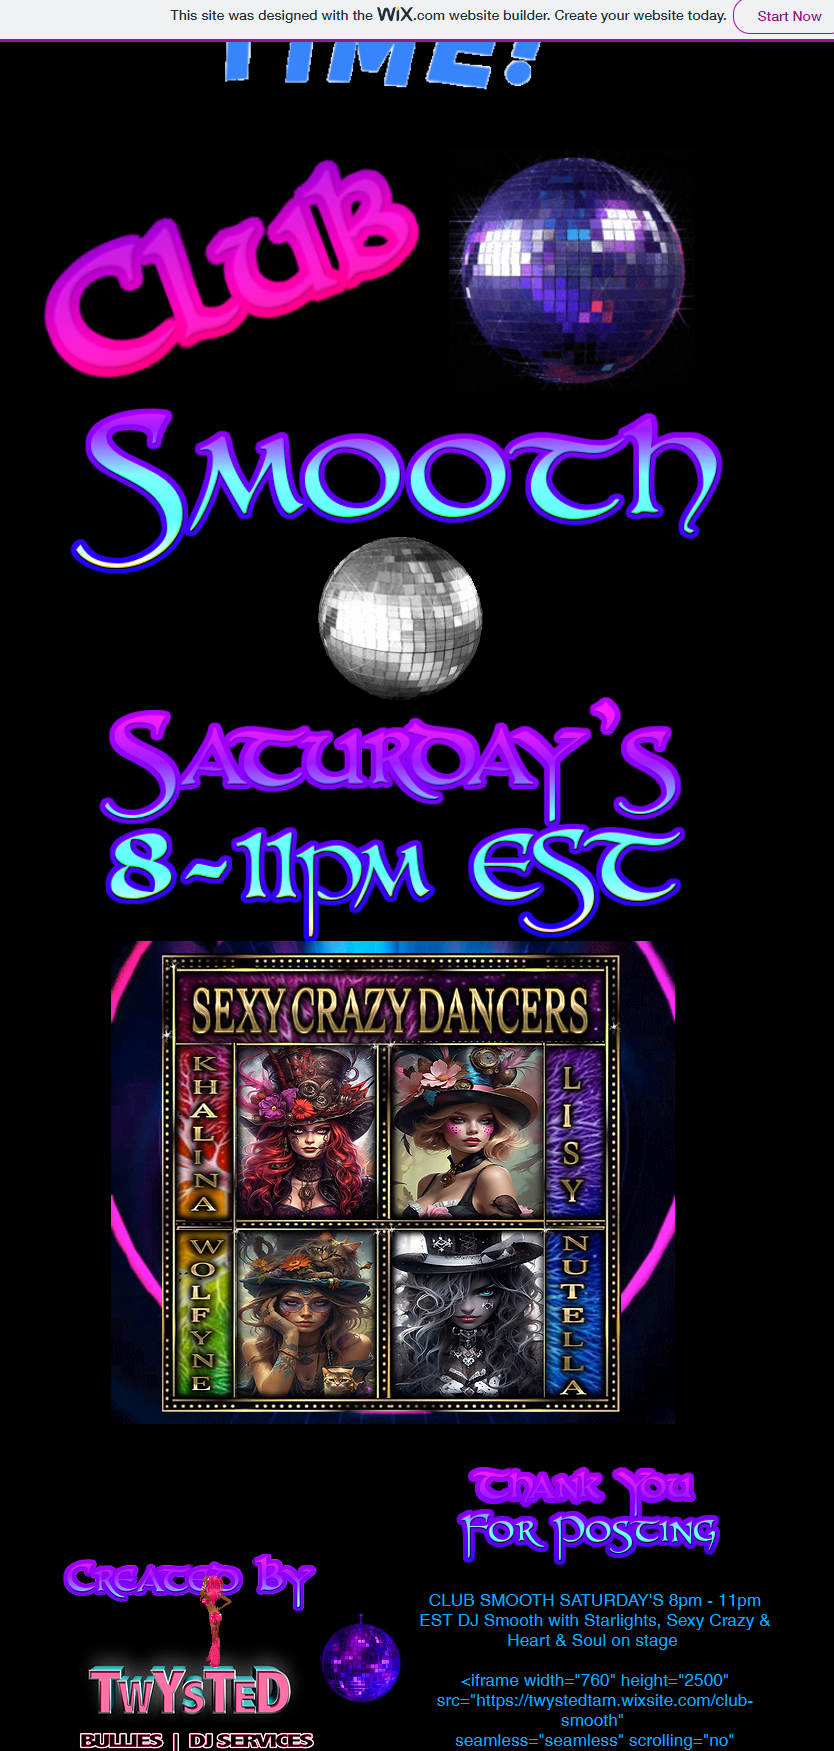 This site was designed with the WiX.com website builder. Create your website today.
Start Now
TIME!
Club
Smooth
Saturday's
8-11pm EST
SEXY CRAZY DANCERS
KHALINA
LISY
WOLFYNE
NUTELLA
Thank You
For Posting
Created By
TWYSTED
BULLIES | DJ SERVICES
CLUB SMOOTH SATURDAY'S 8pm - 11pm
EST DJ Smooth with Starlights, Sexy Crazy &
Heart & Soul on stage
<iframe width="760" height="2500"
src="https://twystedtam.wixsite.com/club-
smooth"
seamless="seamless" scrolling="no"